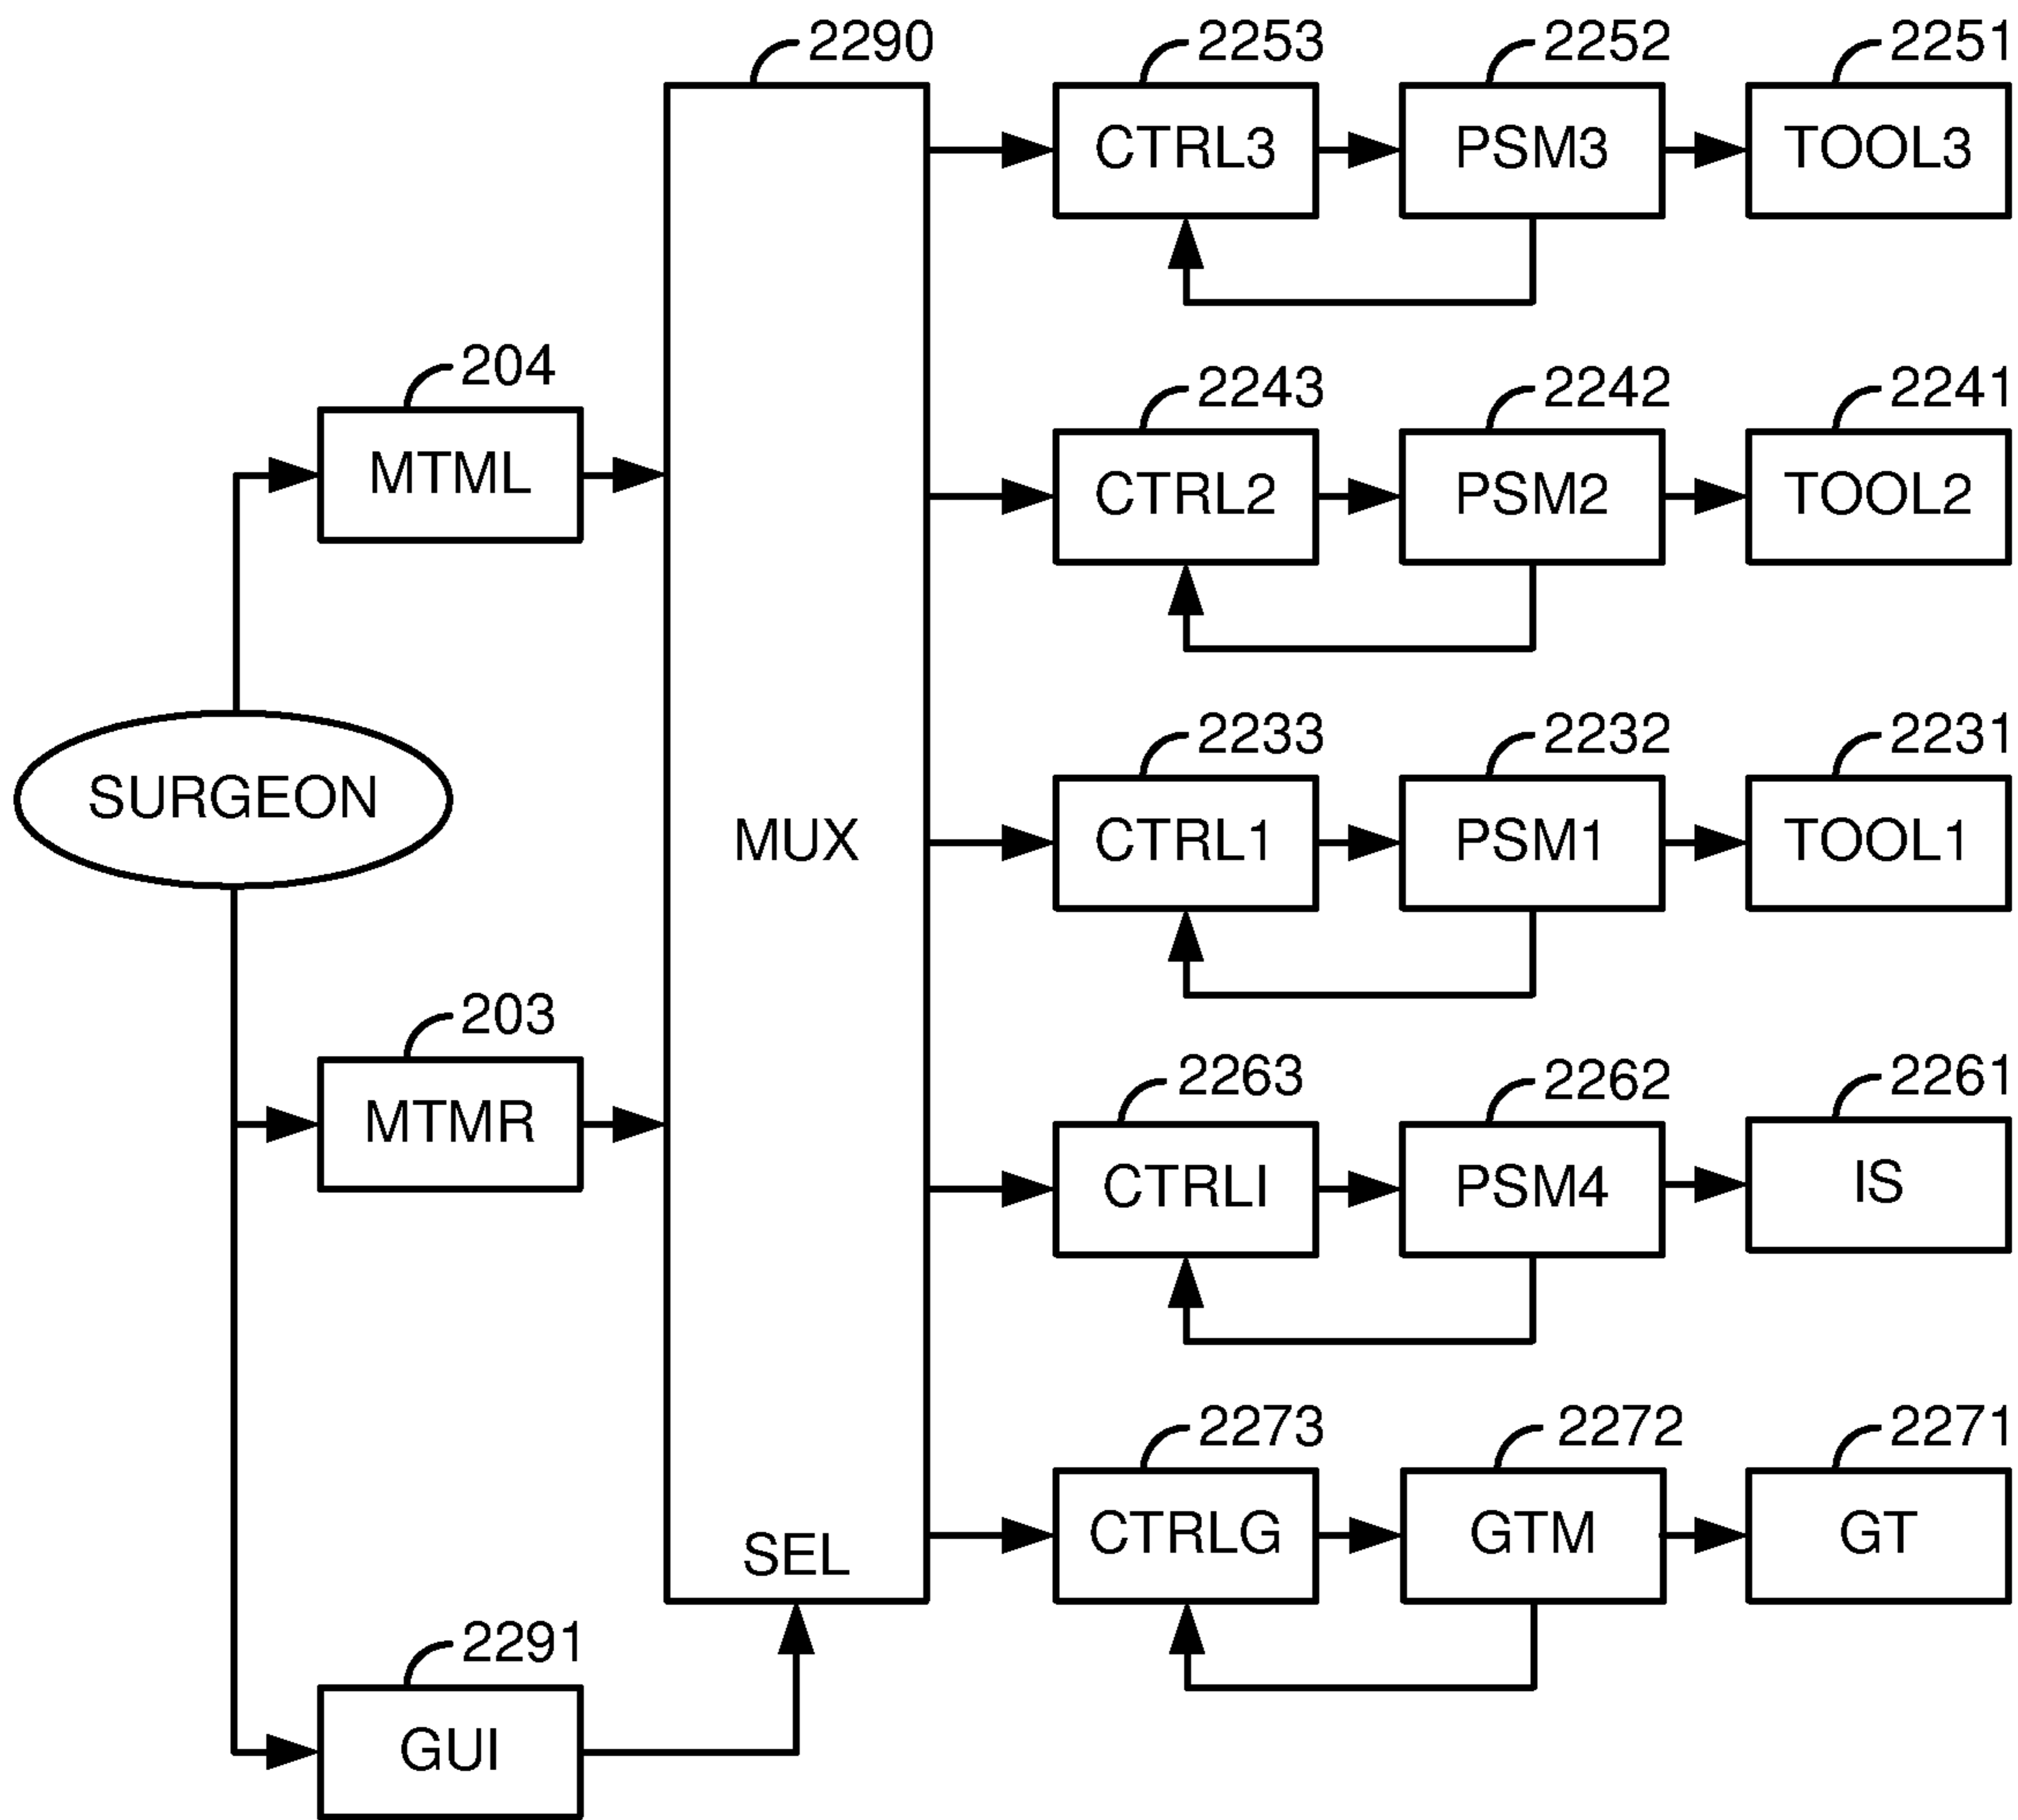 2290
2253
2252
2251
CTRL3
PSM3
TOOL3
204
MTML
2243
2242
2241
CTRL2
PSM2
TOOL2
SURGEON
MUX
2233
2232
2231
CTRL1
PSM1
TOOL1
203
MTMR
2263
2262
2261
CTRLI
PSM4
IS
2273
2272
2271
CTRLG
GTM
GT
SEL
2291
GUI